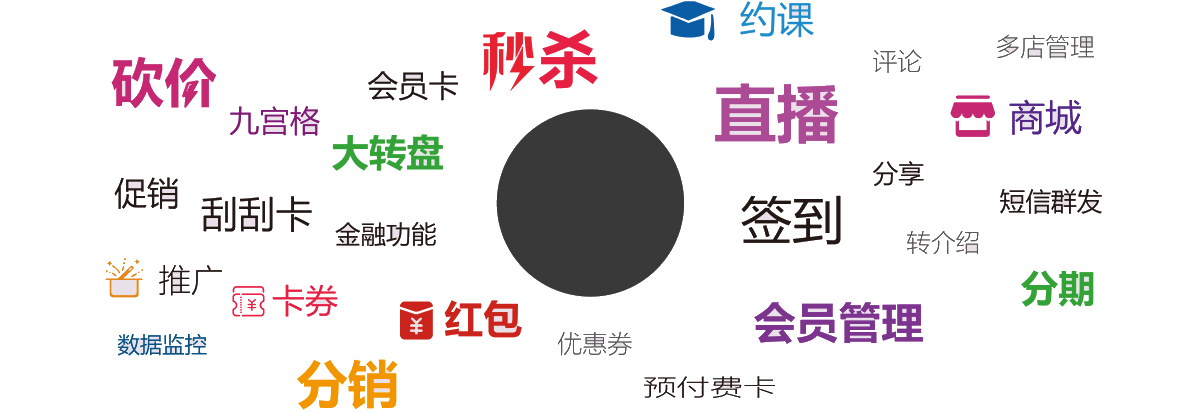 约课
秒杀
多店管理
评论
砍价
会员卡
直播
九宫格
商城
大转盘
分享
促销
刮刮卡
短信群发
签到
金融功能
转介绍
推广
卡券
分期
红包
会员管理
数据监控
优惠券
分销
预付费卡